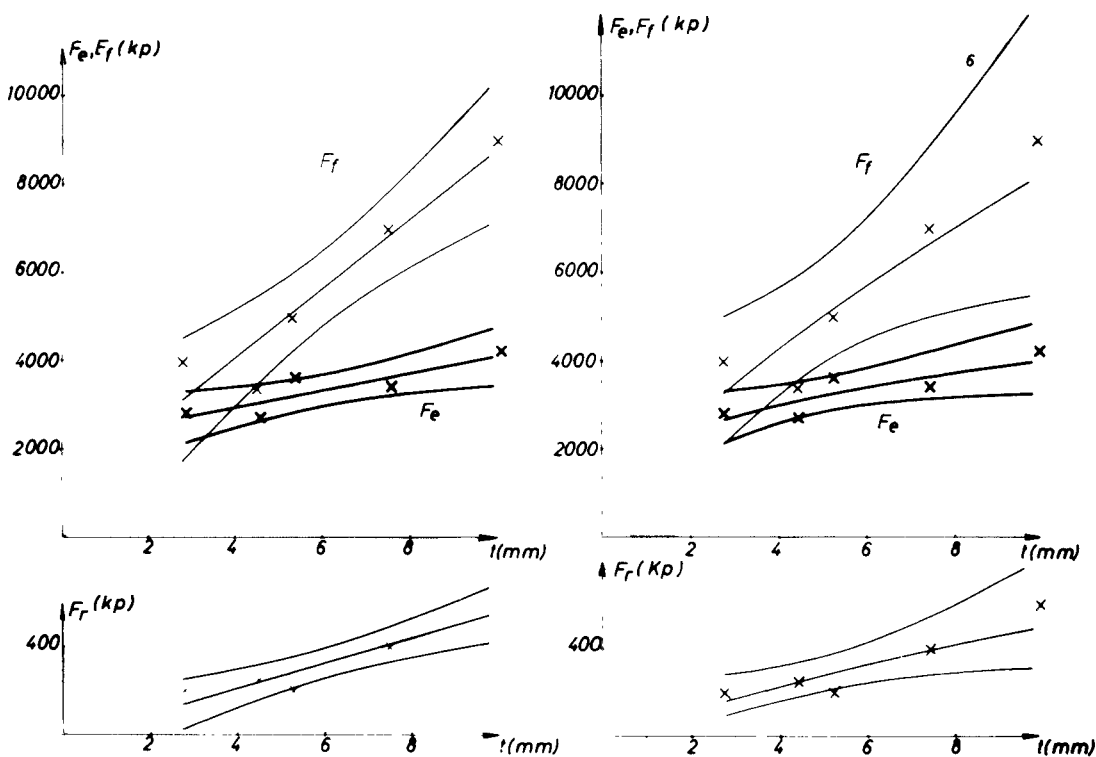 Fe,Ff (kp)
10000
8000
6000
4000
2000
Ff
Fe
2 4 6 8 t(mm)
Fr (kp)
400
2 4 6 8 t(mm)
Fe,Ff (kp)
6
10000
8000
6000
4000
2000
Ff
Fe
2 4 6 8 t(mm)
Fr (Kp)
400
2 4 6 8 t(mm)